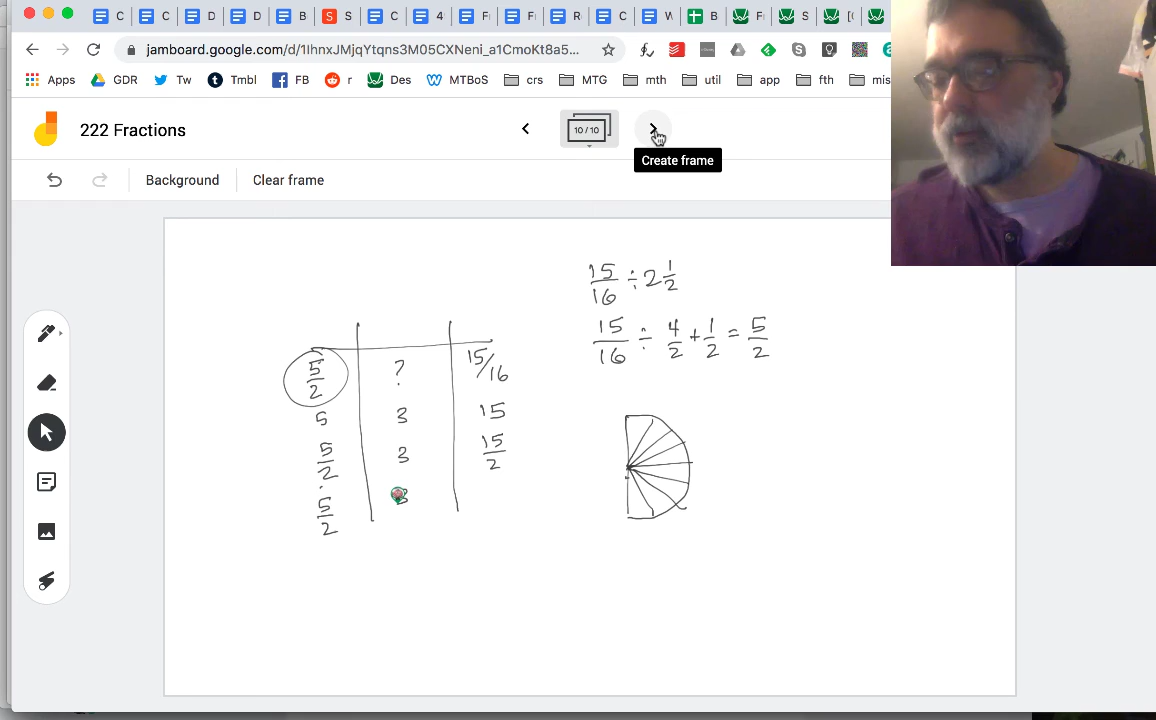 C C D D B S C 4 F F R C W B F S [( 
jamboard.google.com/d/1lhnxJMjqYtqns3M05CXNeni_a1CmoKt8a5...
Apps GDR Tw Tmbl FB r Des MTBoS crs MTG mth util app fth mis
222 Fractions
10 / 10
Create frame
Background Clear frame
15/16 ÷ 2 1/2
15/16 ÷ 4/2 + 1/2 = 5/2
5/2 ? 15/16
5 3 15
5/2 3 15/2
5/2